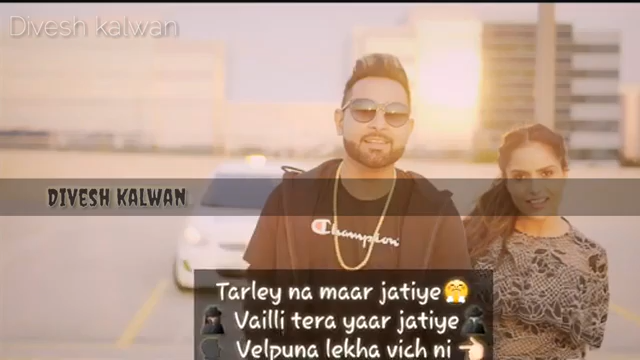 Divesh kalwan
DIVESH KALWAN
Champion
Tarley na maar jatiye😤
Vailli tera yaar jatiye
Velpuna lekha vich ni 👈🏻